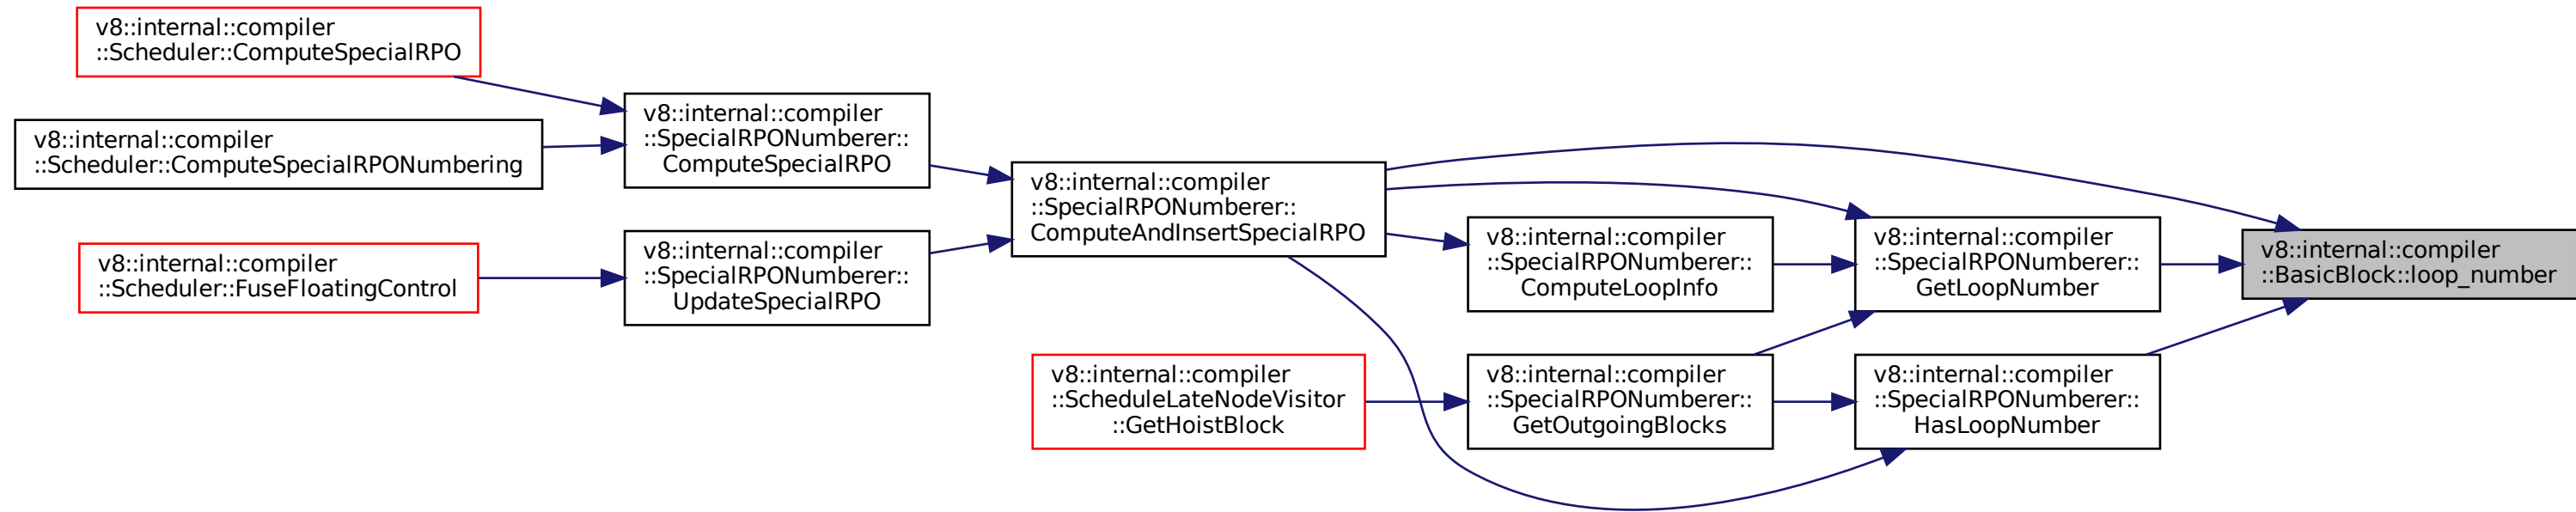 v8::internal::compiler
::Scheduler::ComputeSpecialRPO
v8::internal::compiler
::Scheduler::ComputeSpecialRPONumbering
v8::internal::compiler
::Scheduler::FuseFloatingControl
v8::internal::compiler
::SpecialRPONumberer::
ComputeSpecialRPO
v8::internal::compiler
::SpecialRPONumberer::
UpdateSpecialRPO
v8::internal::compiler
::SpecialRPONumberer::
ComputeAndInsertSpecialRPO
v8::internal::compiler
::ScheduleLateNodeVisitor
::GetHoistBlock
v8::internal::compiler
::SpecialRPONumberer::
ComputeLoopInfo
v8::internal::compiler
::SpecialRPONumberer::
GetOutgoingBlocks
v8::internal::compiler
::SpecialRPONumberer::
GetLoopNumber
v8::internal::compiler
::SpecialRPONumberer::
HasLoopNumber
v8::internal::compiler
::BasicBlock::loop_number